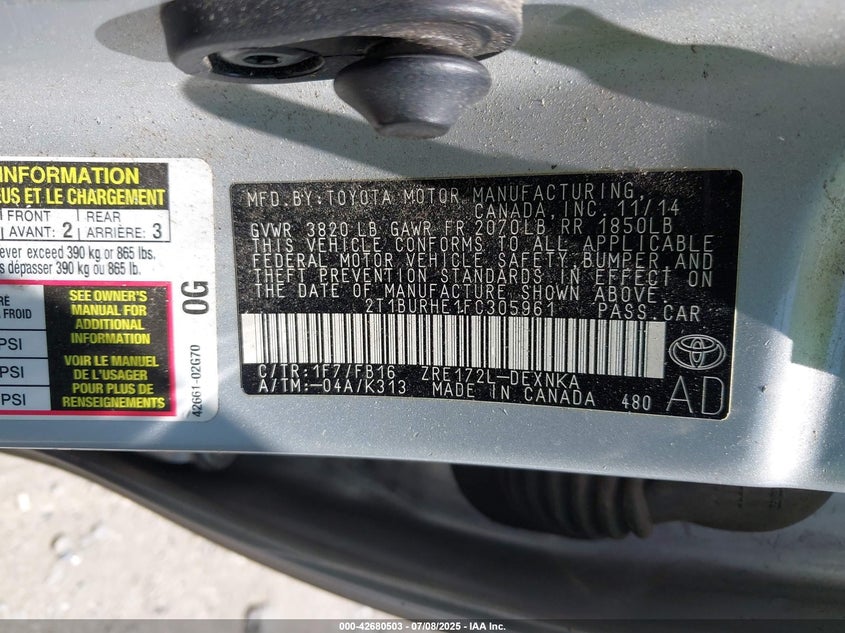 INFORMATION
US ET LE CHARGEMENT
FRONT REAR
AVANT: 2 ARRIÈRE: 3
ever exceed 390 kg or 865 lbs.
s dépasser 390 kg ou 865 lb.
FROID
PSI
PSI
PSI
SEE OWNER'S
MANUAL FOR
ADDITIONAL
INFORMATION
VOIR LE MANUEL
DE L'USAGER
POUR PLUS DE
RENSEIGNEMENTS
0G
42661-02G70
MFD.BY:TOYOTA MOTOR MANUFACTURING,
CANADA, INC. 11/14
GVWR 3820 LB GAWR FR 2070LB, RR 1850LB
THIS VEHICLE CONFORMS TO ALL APPLICABLE
FEDERAL MOTOR VEHICLE SAFETY, BUMPER AND
THEFT PREVENTION STANDARDS IN EFFECT ON
THE DATE OF MANUFACTURE SHOWN ABOVE.
2T1BURHE1FC305961 PASS.CAR
C/TR:1F7/FB16 ZRE172L-DEXNKA
A/TM:-04A/K313 MADE IN CANADA 480
AD
000-42680503 - 07/08/2025 - IAA Inc.